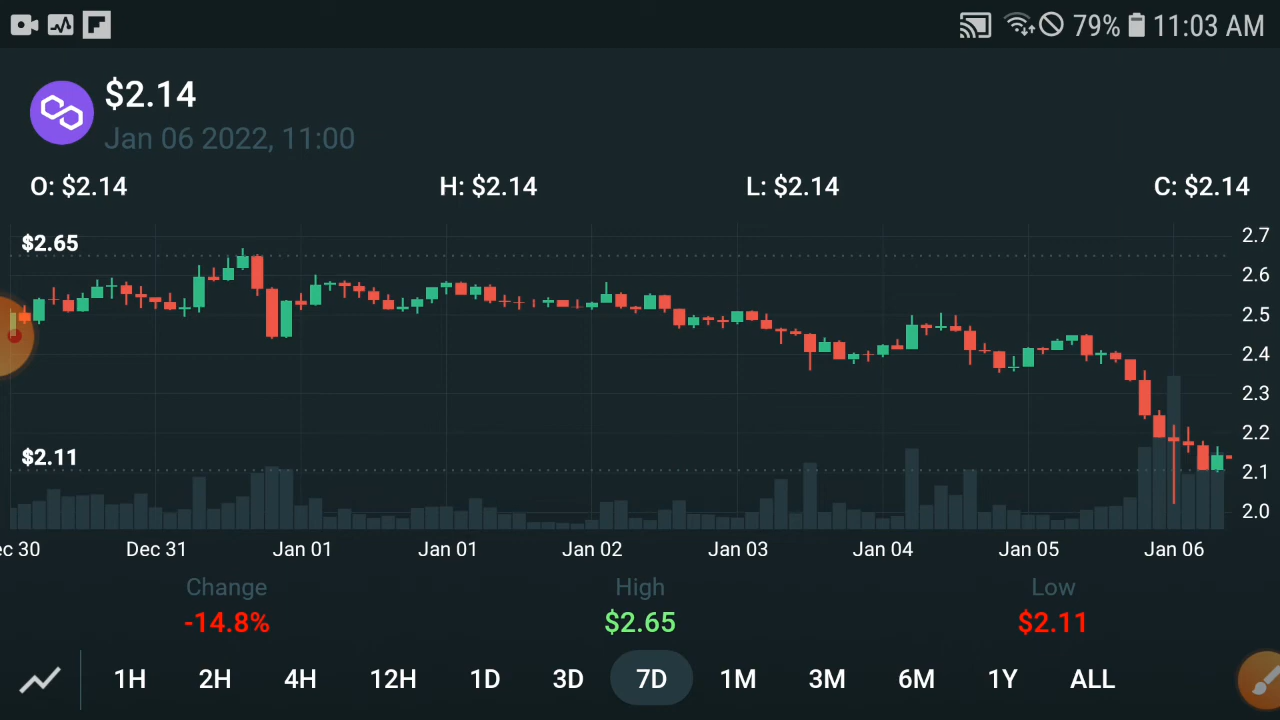 79% 11:03 AM
$2.14
Jan 06 2022, 11:00
O: $2.14 H: $2.14 L: $2.14 C: $2.14
$2.65
$2.11
2.7
2.6
2.5
2.4
2.3
2.2
2.1
2.0
ec 30 Dec 31 Jan 01 Jan 01 Jan 02 Jan 03 Jan 04 Jan 05 Jan 06
Change High Low
-14.8% $2.65 $2.11
1H 2H 4H 12H 1D 3D 7D 1M 3M 6M 1Y ALL